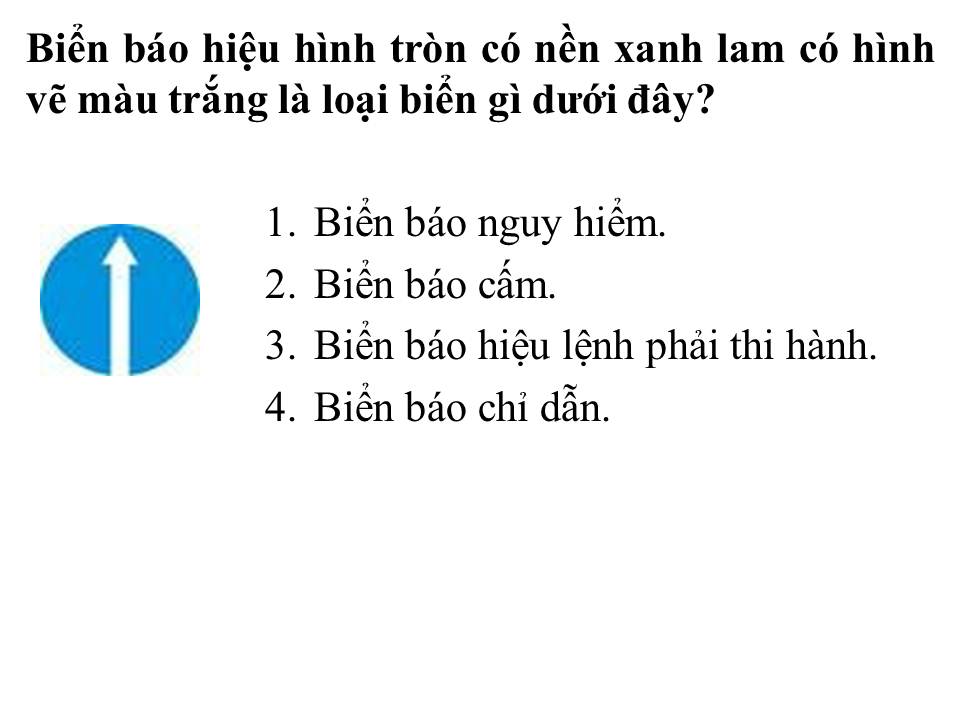 Biển báo hiệu hình tròn có nền xanh lam có hình
vẽ màu trắng là loại biển gì dưới đây?
1. Biển báo nguy hiểm.
2. Biển báo cấm.
3. Biển báo hiệu lệnh phải thi hành.
4. Biển báo chỉ dẫn.